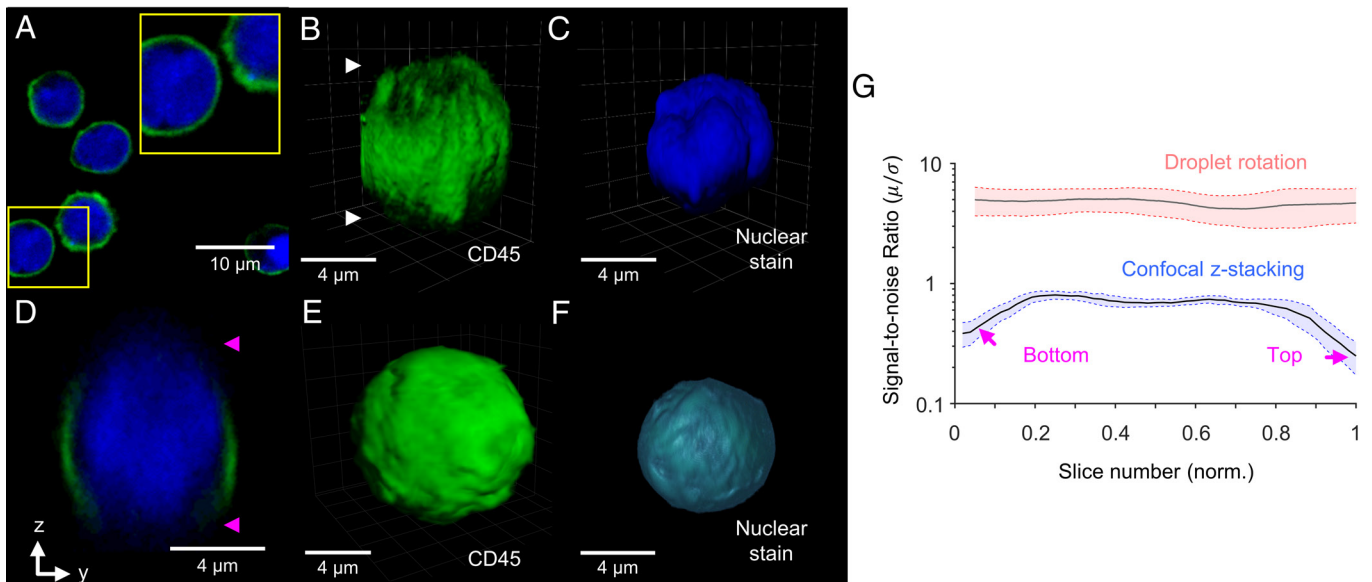 A
10 µm
B
4 µm
CD45
C
4 µm
Nuclear
stain
D
z
y
4 µm
E
4 µm
CD45
F
4 µm
Nuclear
stain
G
Signal-to-noise Ratio (µ/σ)
10
1
0.1
Droplet rotation
Confocal z-stacking
Bottom
Top
0
0.2
0.4
0.6
0.8
1
Slice number (norm.)